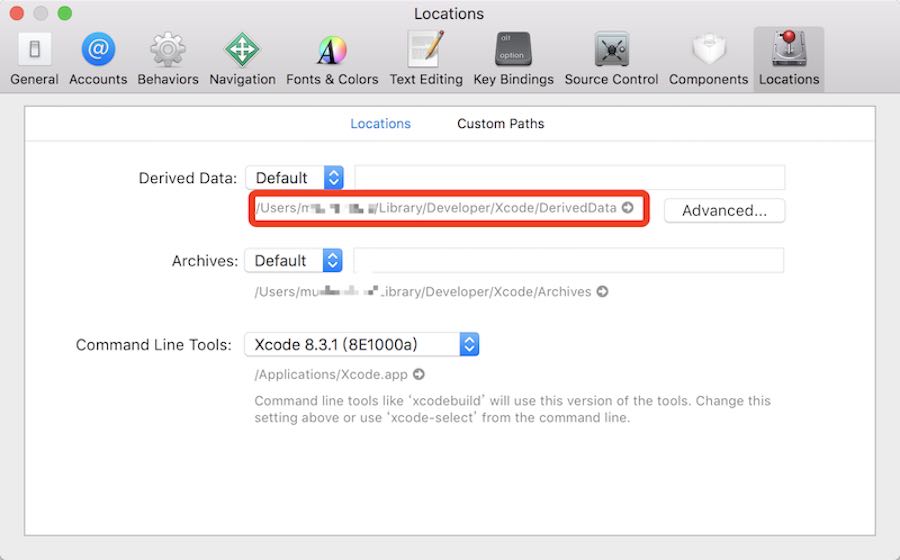 Locations
General Accounts Behaviors Navigation Fonts & Colors Text Editing alt option Key Bindings Source Control Components Locations
Locations Custom Paths
Derived Data: Default
/Users/ /Library/Developer/Xcode/DerivedData
Advanced...
Archives: Default
/Users/ Library/Developer/Xcode/Archives
Command Line Tools: Xcode 8.3.1 (8E1000a)
/Applications/Xcode.app
Command line tools like ‘xcodebuild’ will use this version of the tools. Change this
setting above or use ‘xcode-select’ from the command line.